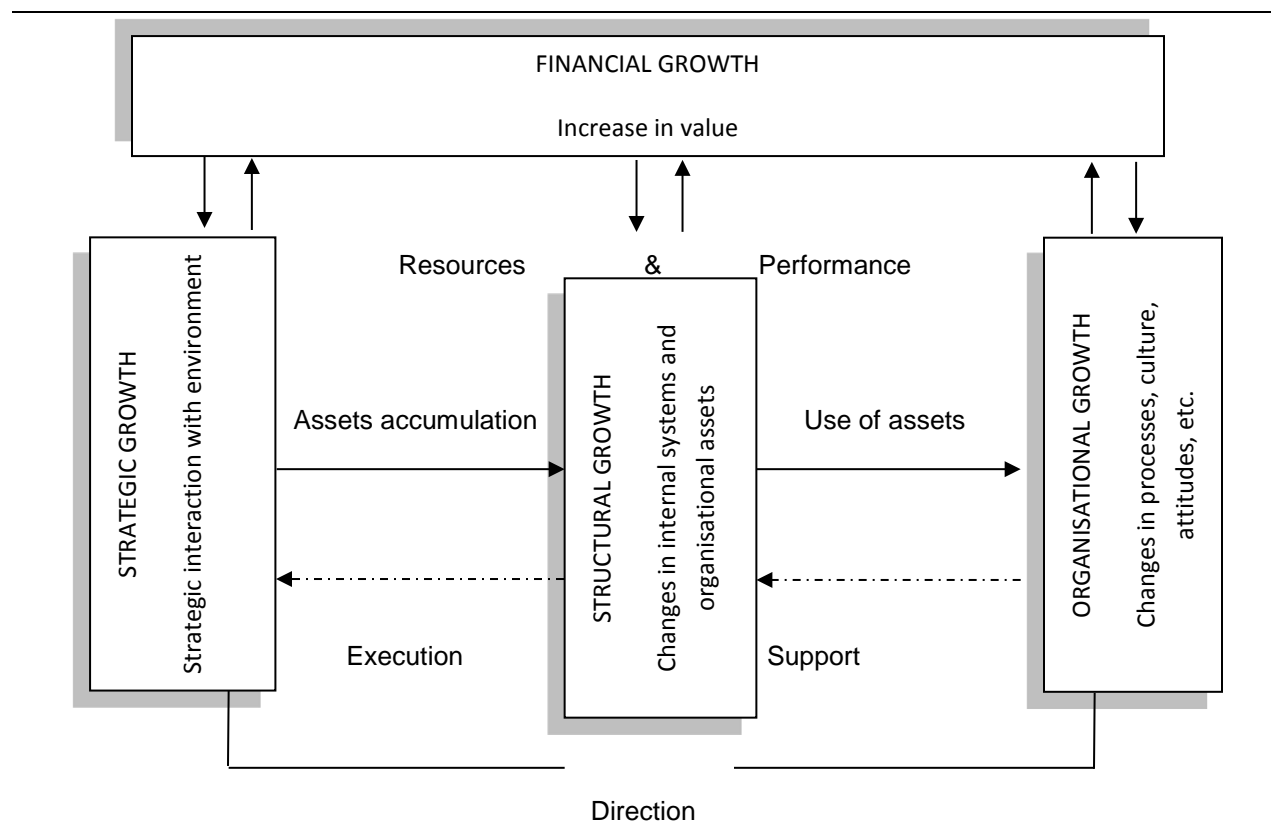 FINANCIAL GROWTH
Increase in value
Resources & Performance
STRATEGIC GROWTH
Strategic interaction with environment
Assets accumulation
Execution
STRUCTURAL GROWTH
Changes in internal systems and
organisational assets
Use of assets
Support
ORGANISATIONAL GROWTH
Changes in processes, culture,
attitudes, etc.
Direction